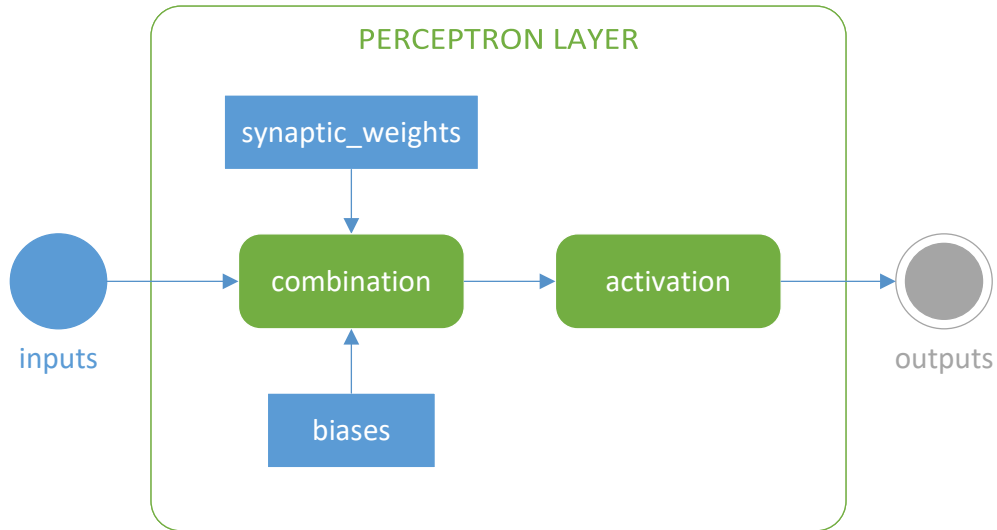 PERCEPTRON LAYER
synaptic_weights
combination
activation
inputs
outputs
biases